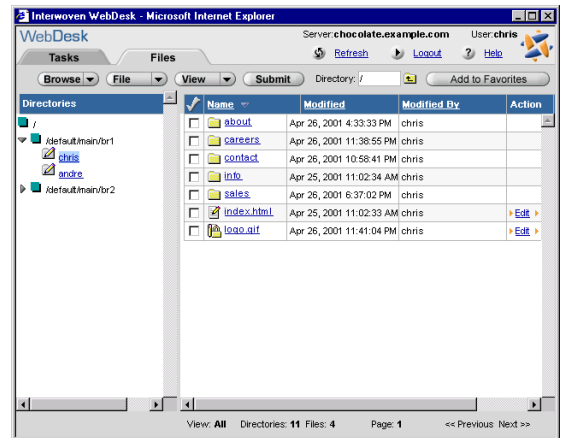 Interwoven WebDesk - Microsoft Internet Explorer
WebDesk
Server:chocolate.example.com User:chris
Tasks Files
Refresh Logout Help
Browse File View Submit Directory: / Add to Favorites
Directories
Name Modified Modified By Action
/
/default/main/br1
chris
andre
/default/main/br2
about Apr 26, 2001 4:33:33 PM chris
careers Apr 26, 2001 11:38:55 PM chris
contact Apr 26, 2001 10:58:41 PM chris
info Apr 25, 2001 11:02:34 AM chris
sales Apr 26, 2001 6:37:02 PM chris
index.html Apr 25, 2001 11:02:33 AM chris Edit
logo.gif Apr 26, 2001 11:41:04 PM chris Edit
View: All Directories: 11 Files: 4 Page: 1 << Previous Next >>